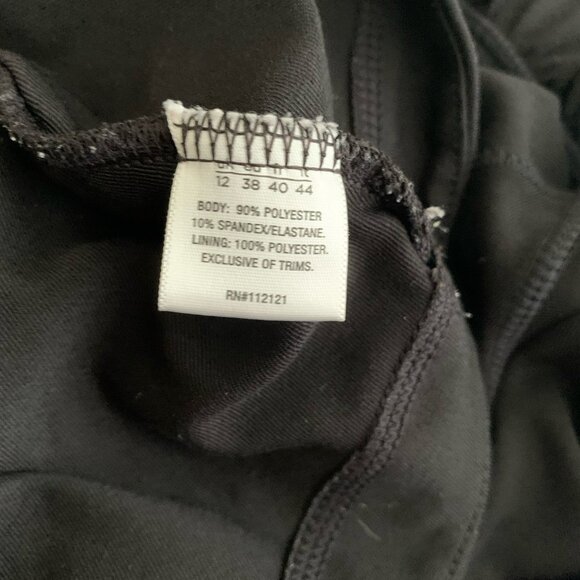 12 38 40 44
BODY: 90% POLYESTER
10% SPANDEX/ELASTANE.
LINING: 100% POLYESTER.
EXCLUSIVE OF TRIMS.
RN#112121